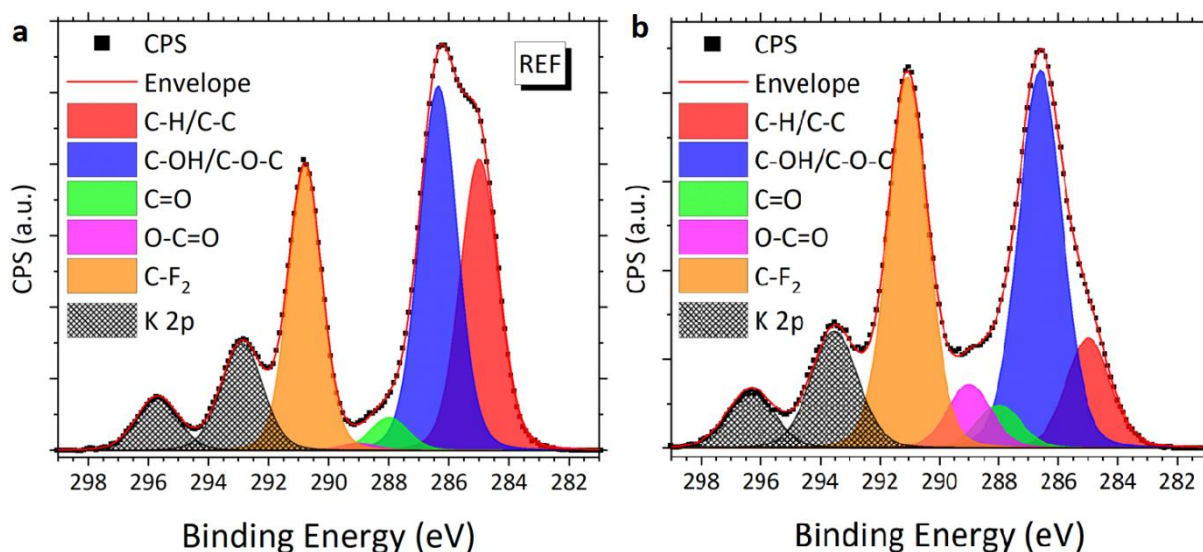 a
CPS
Envelope
C-H/C-C
C-OH/C-O-C
C=O
O-C=O
C-F₂
K 2p
REF
CPS (a.u.)
298 296 294 292 290 288 286 284 282
Binding Energy (eV)
b
CPS
Envelope
C-H/C-C
C-OH/C-O-C
C=O
O-C=O
C-F₂
K 2p
CPS (a.u.)
298 296 294 292 290 288 286 284 282
Binding Energy (eV)